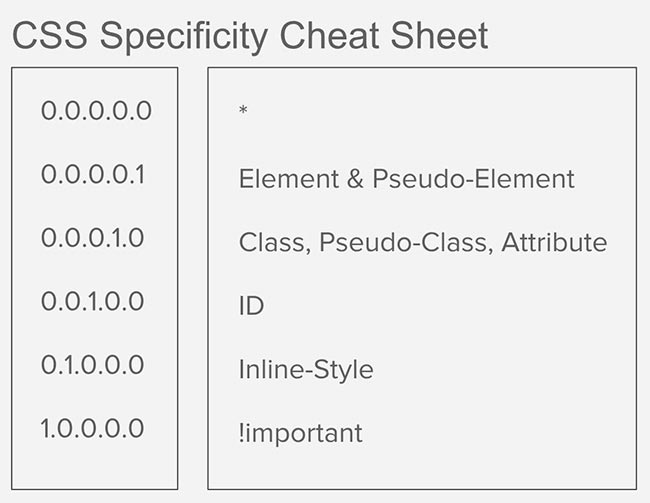 CSS Specificity Cheat Sheet
0.0.0.0.0 *
0.0.0.0.1 Element & Pseudo-Element
0.0.0.1.0 Class, Pseudo-Class, Attribute
0.0.1.0.0 ID
0.1.0.0.0 Inline-Style
1.0.0.0.0 !important